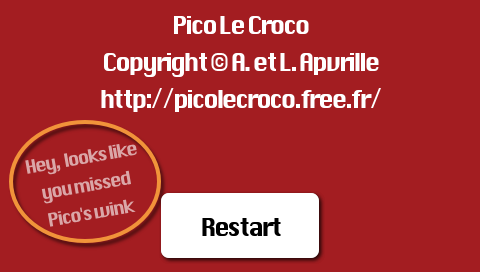 Pico Le Croco
Copyright © A. et L. Apvrille
http://picolecroco.free.fr/
Hey, looks like
you missed
Pico's wink
Restart